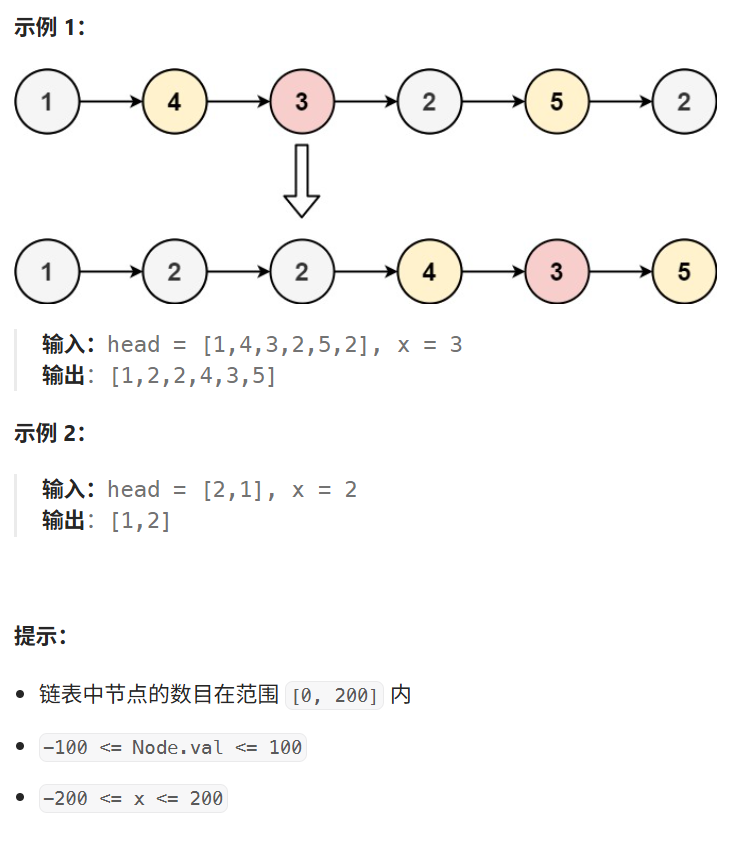 示例 1：
1 4 3 2 5 2
1 2 2 4 3 5
输入：head = [1,4,3,2,5,2], x = 3
输出：[1,2,2,4,3,5]
示例 2：
输入：head = [2,1], x = 2
输出：[1,2]
提示：
链表中节点的数目在范围 [0, 200] 内
-100 <= Node.val <= 100
-200 <= x <= 200